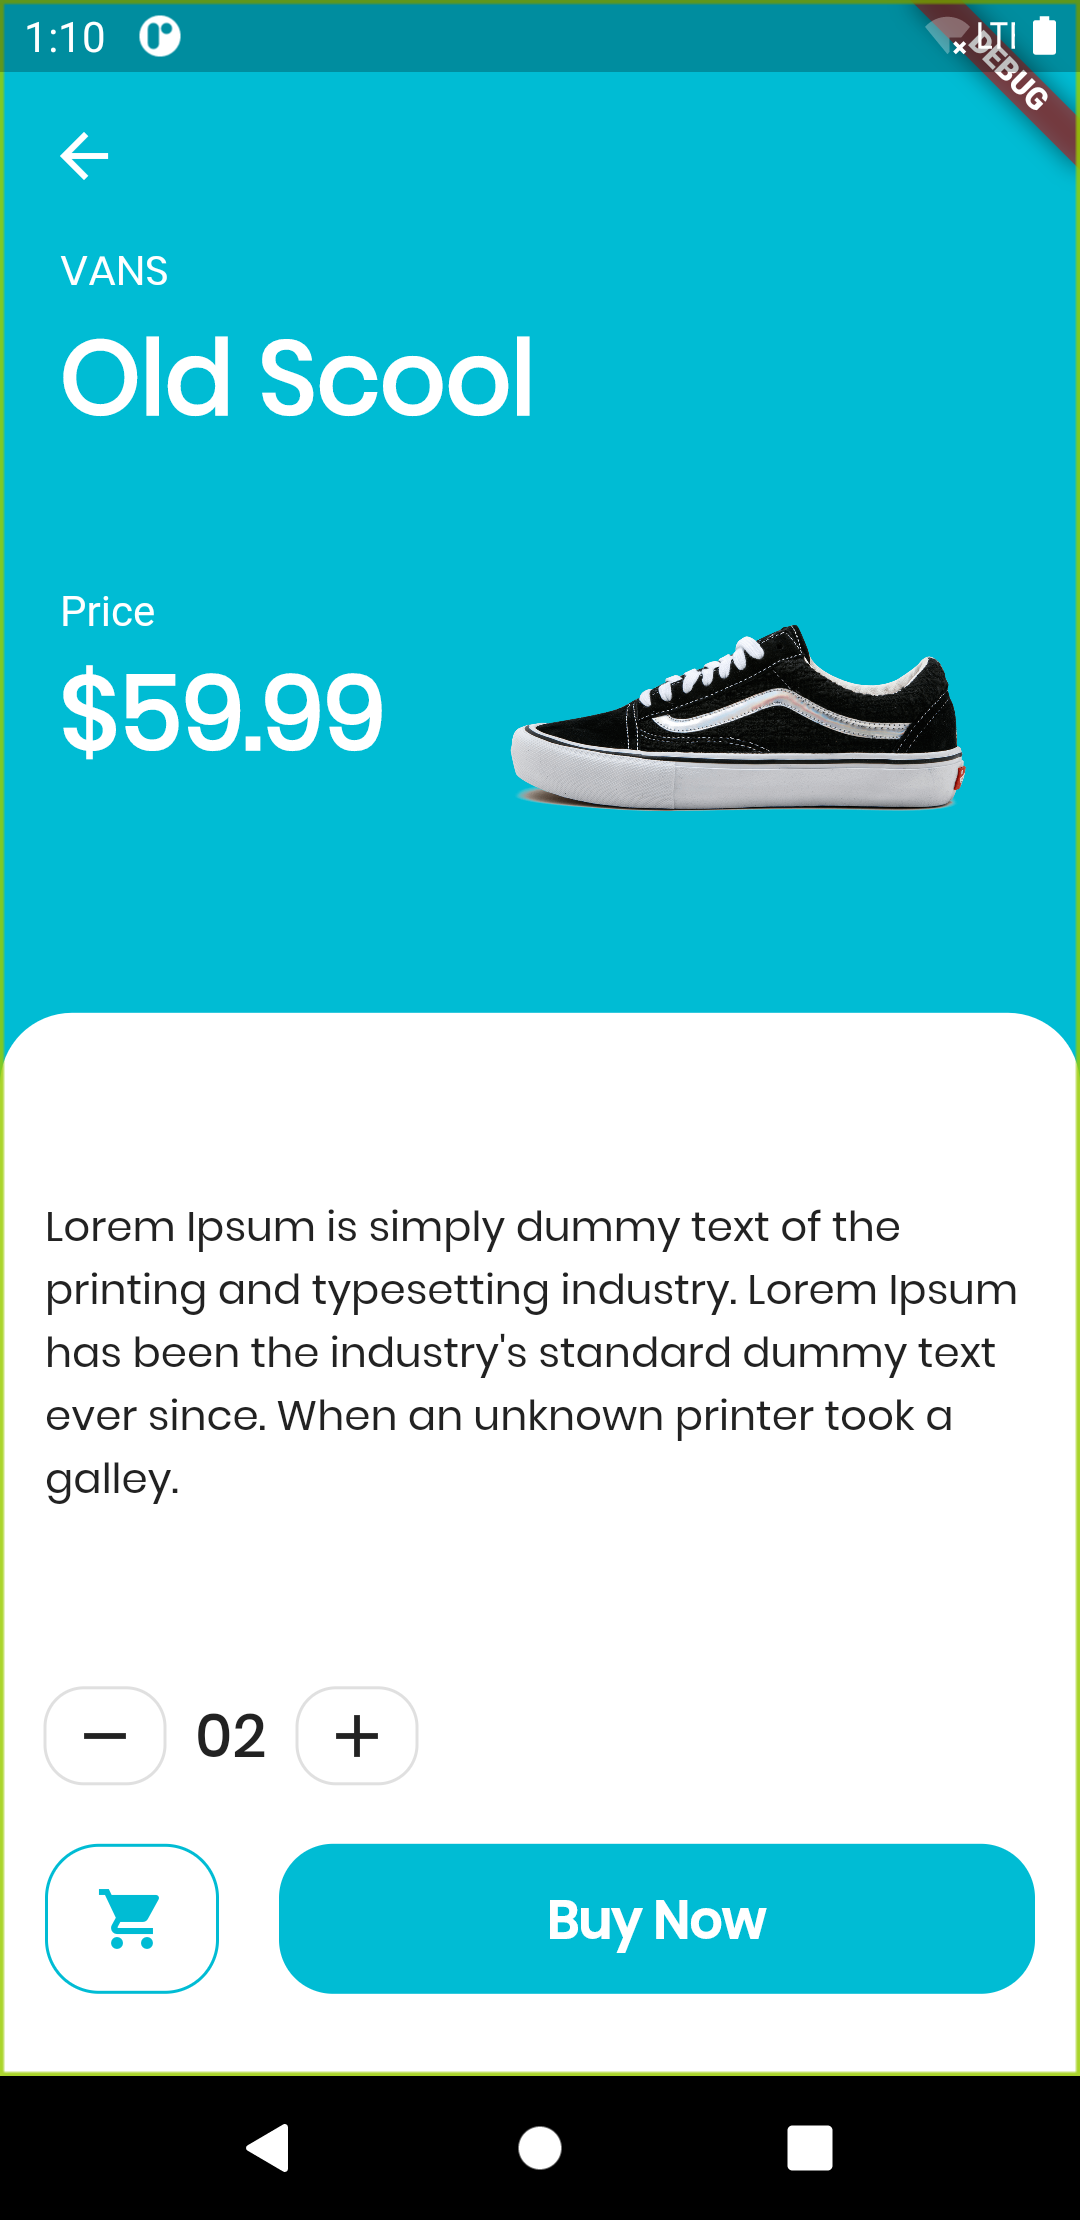 1:10
LTE
DEBUG
VANS
Old Scool
Price
$59.99
Lorem Ipsum is simply dummy text of the
printing and typesetting industry. Lorem Ipsum
has been the industry's standard dummy text
ever since. When an unknown printer took a
galley.
02
Buy Now